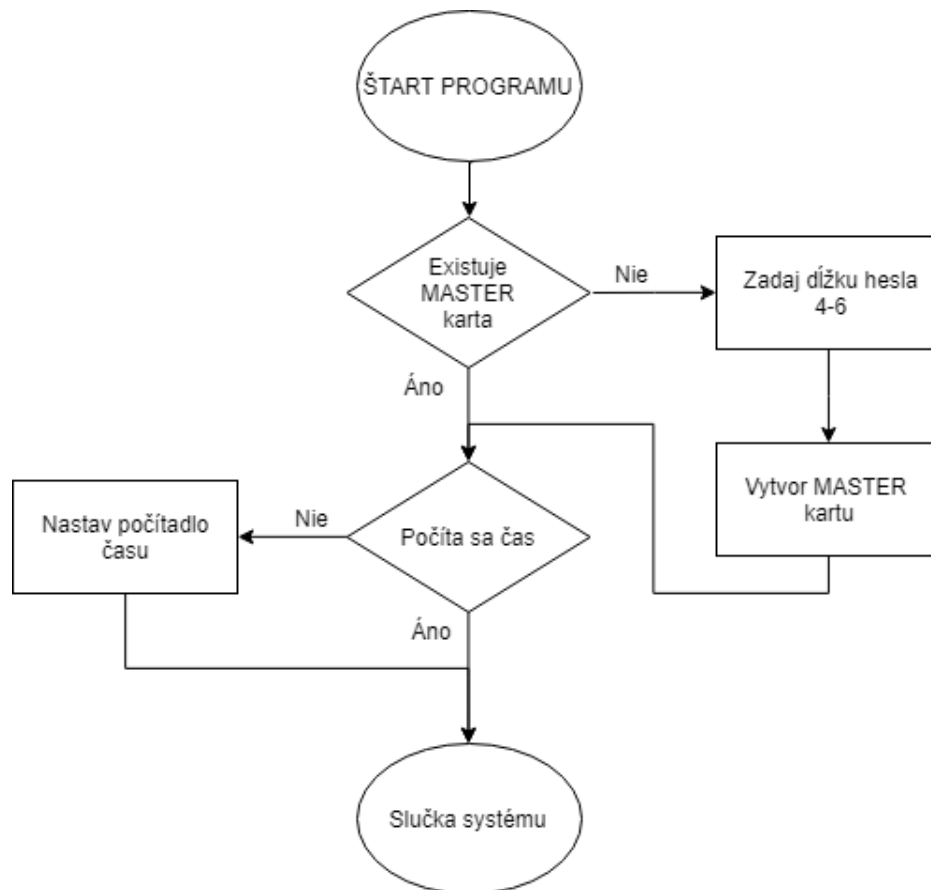 ŠTART PROGRAMU
Existuje
MASTER
karta
Nie
Zadaj dĺžku hesla
4-6
Áno
Vytvor MASTER
kartu
Nastav počítadlo
času
Nie
Počíta sa čas
Áno
Slučka systému